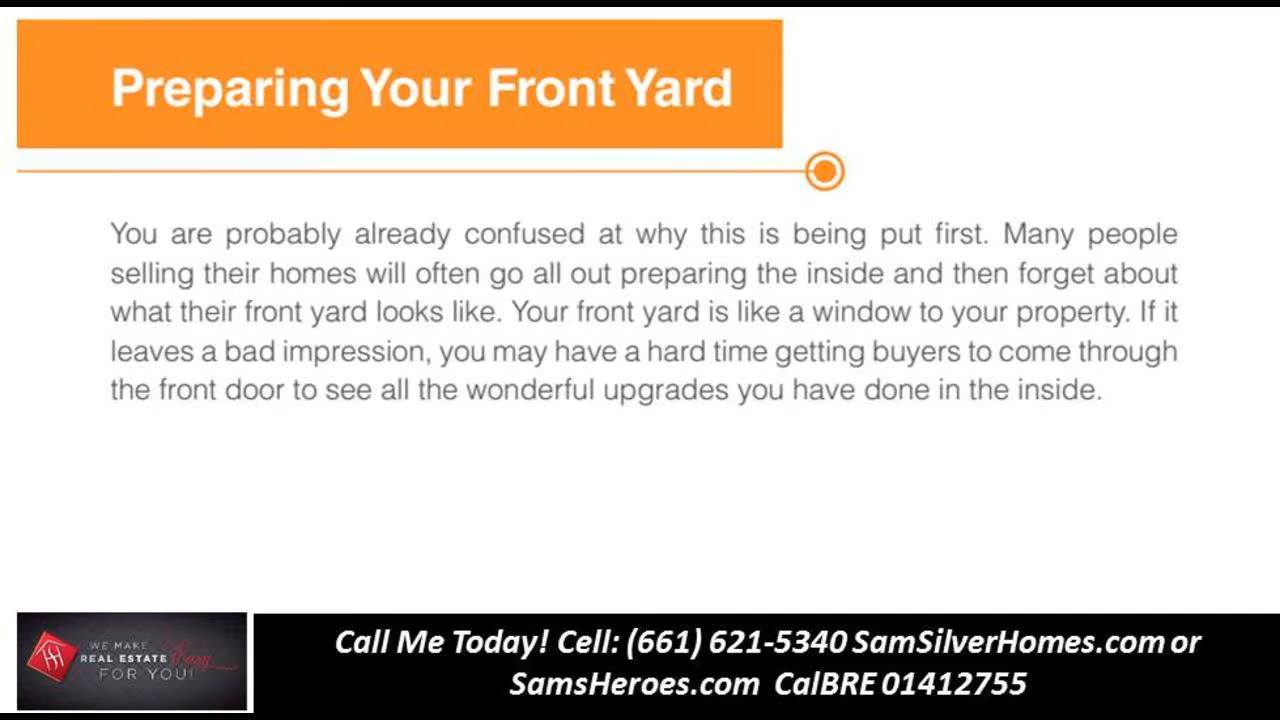 Preparing Your Front Yard
You are probably already confused at why this is being put first. Many people
selling their homes will often go all out preparing the inside and then forget about
what their front yard looks like. Your front yard is like a window to your property. If it
leaves a bad impression, you may have a hard time getting buyers to come through
the front door to see all the wonderful upgrades you have done in the inside.
WE MAKE
REAL ESTATE Easy
FOR YOU!
Call Me Today! Cell: (661) 621-5340 SamSilverHomes.com or
SamsHeroes.com CalBRE 01412755